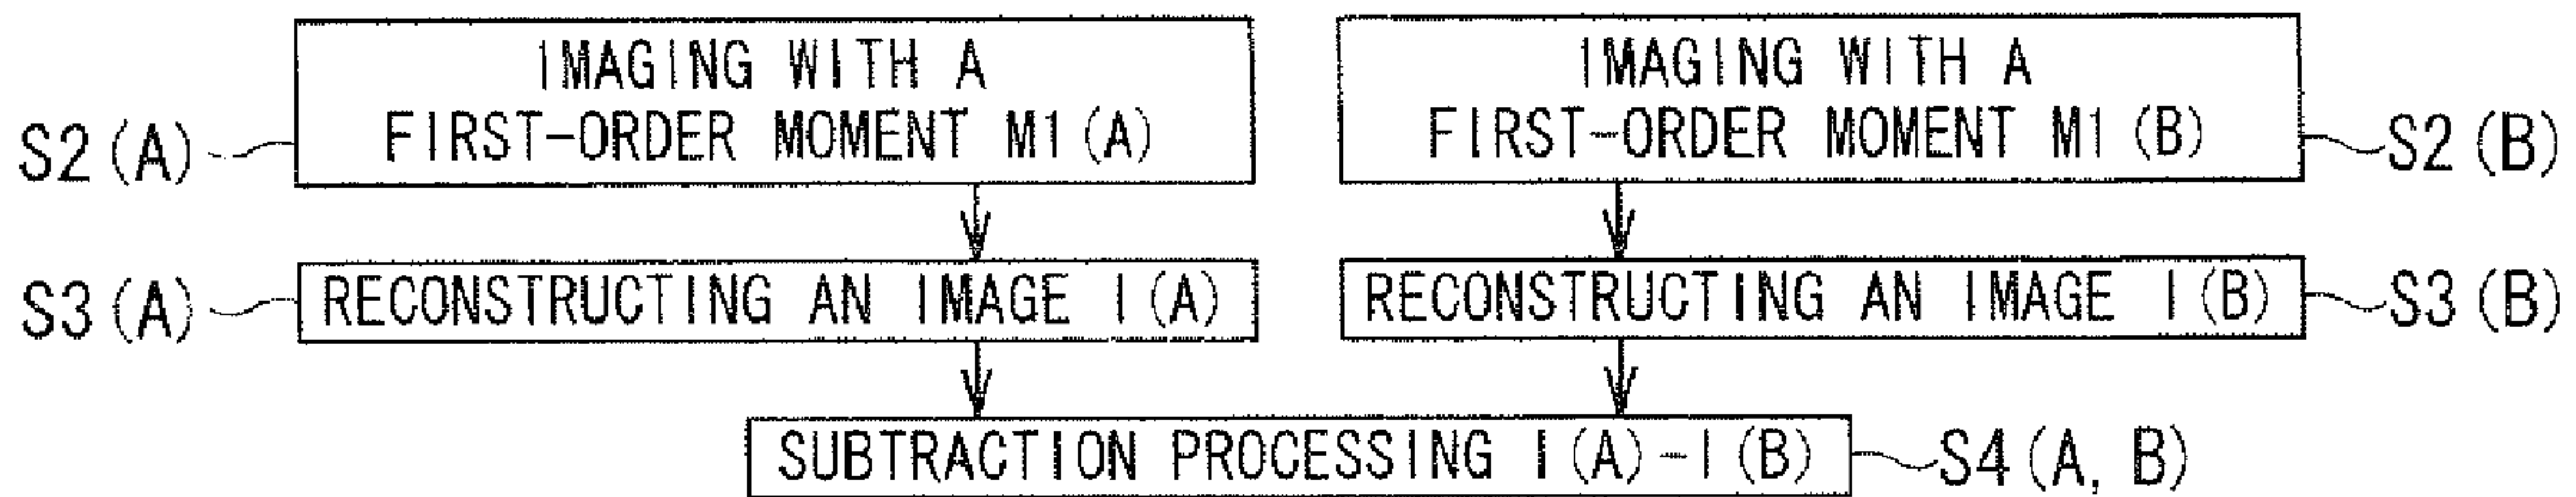 IMAGING WITH A
FIRST-ORDER MOMENT M1(A)
S2(A)
IMAGING WITH A
FIRST-ORDER MOMENT M1(B)
S2(B)
S3(A)
RECONSTRUCTING AN IMAGE I(A)
RECONSTRUCTING AN IMAGE I(B)
S3(B)
SUBTRACTION PROCESSING I(A)-I(B)
S4(A, B)